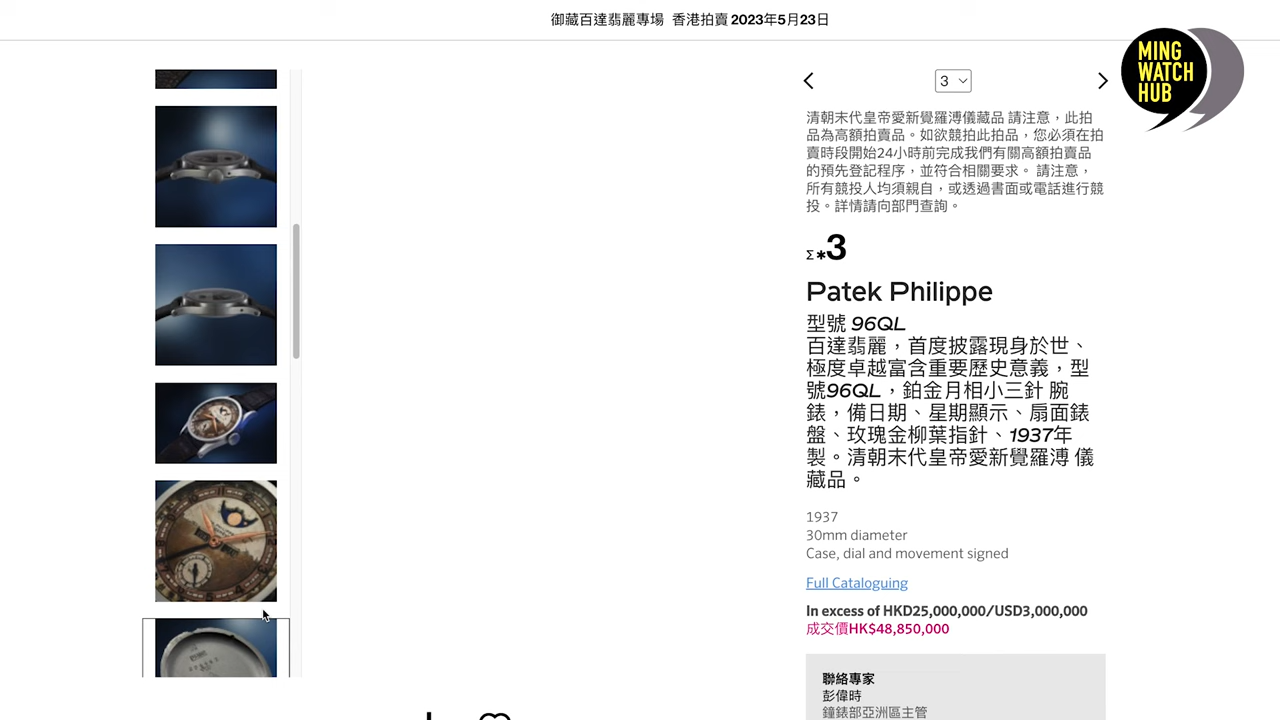 御藏百達翡麗專場 香港拍賣 2023年5月23日
MING
WATCH
HUB
3
清朝末代皇帝愛新覺羅溥儀藏品 請注意，此拍
品為高額拍賣品。如欲競拍此拍品，您必須在拍
賣時段開始24小時前完成我們有關高額拍賣品
的預先登記程序，並符合相關要求。 請注意，
所有競投人均須親自，或透過書面或電話進行競
投。詳情請向部門查詢。
Σ✱3
Patek Philippe
型號 96QL
百達翡麗，首度披露現身於世、
極度卓越富含重要歷史意義，型
號96QL，鉑金月相小三針 腕
錶，備日期、星期顯示、扇面錶
盤、玫瑰金柳葉指針、1937年
製。清朝末代皇帝愛新覺羅溥 儀
藏品。
1937
30mm diameter
Case, dial and movement signed
Full Cataloguing
In excess of HKD25,000,000/USD3,000,000
成交價HK$48,850,000
聯絡專家
彭偉時
鐘錶部亞洲區主管